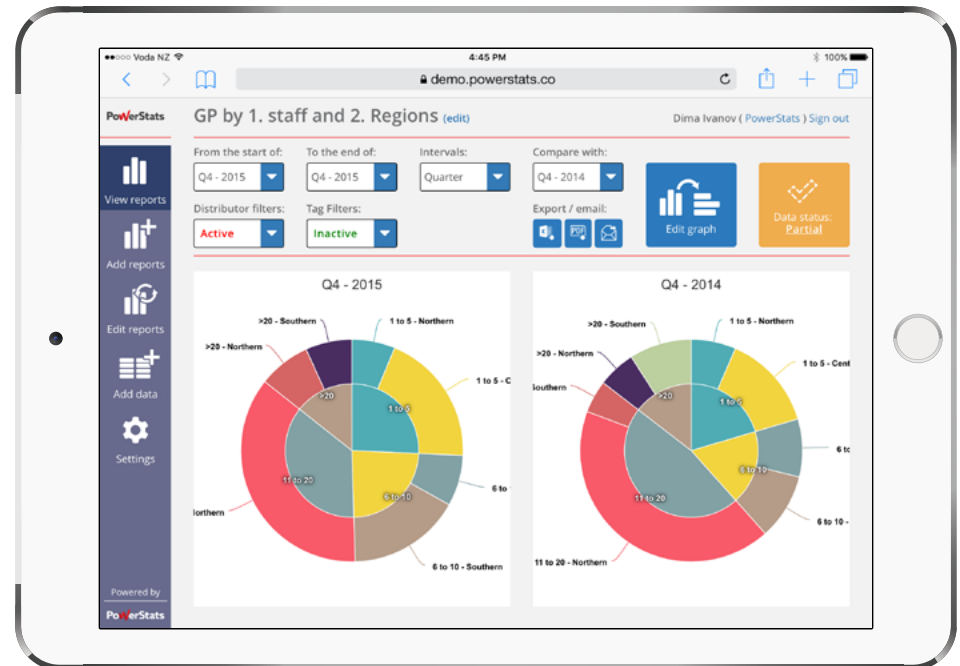 Voda NZ
4:45 PM
100%
demo.powerstats.co
PowerStats
GP by 1. staff and 2. Regions (edit)
Dima Ivanov ( PowerStats ) Sign out
From the start of:
To the end of:
Intervals:
Compare with:
Q4 - 2015
Q4 - 2015
Quarter
Q4 - 2014
Distributor filters:
Tag Filters:
Export / email:
Active
Inactive
PDF
Edit graph
Data status:
Partial
View reports
Add reports
Edit reports
Add data
Settings
Powered by
PowerStats
Q4 - 2015
>20 - Southern
1 to 5 - Northern
>20 - Northern
1 to 5 - C
>20
1 to 5
11 to 20
6 to 10
6 to
lorthern
6 to 10 - Southern
Q4 - 2014
>20 - Southern
1 to 5 - Northern
>20 - Northern
1 to 5 - Cent
Southern
>20
1 to 5
6 to
6 to 10
11 to 20
6 to 10 -
11 to 20 - Northern